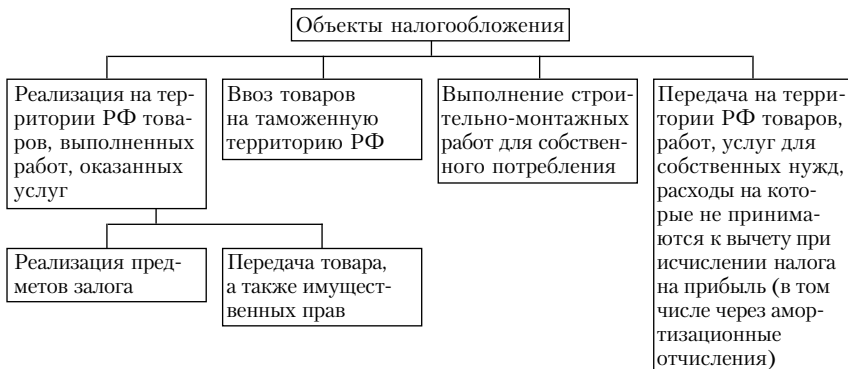 Объекты налогообложения
Реализация на тер-
ритории РФ това-
ров, выполненных
работ, оказанных
услуг
Ввоз товаров
на таможенную
территорию РФ
Выполнение строи-
тельно-монтажных
работ для собствен-
ного потребления
Передача на терри-
тории РФ товаров,
работ, услуг для
собственных нужд,
расходы на кото-
рые не принима-
ются к вычету при
исчислении налога
на прибыль (в том
числе через амор-
тизационные
отчисления)
Реализация пред-
метов залога
Передача товара,
а также имущест-
венных прав